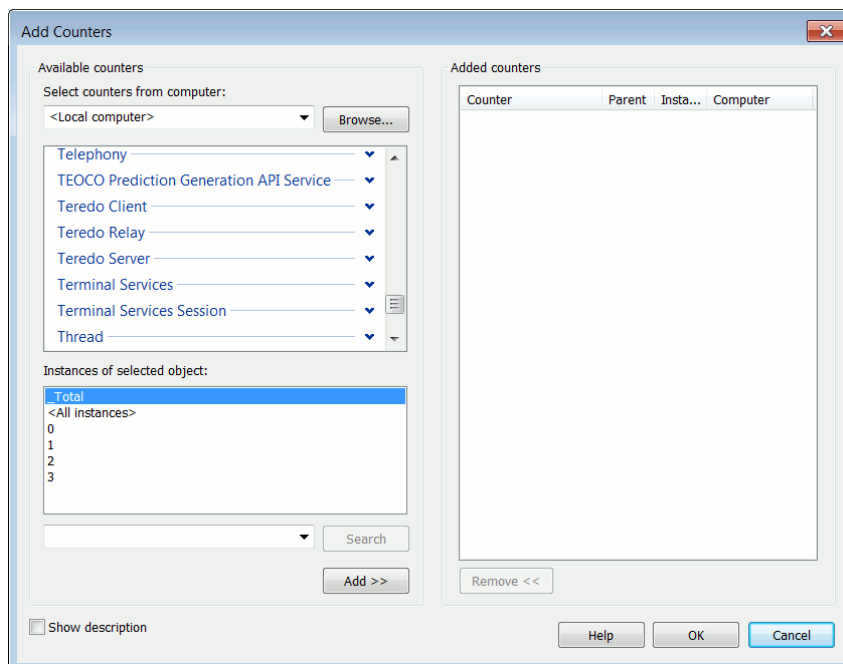 Add Counters
Available counters
Select counters from computer:
<Local computer>
Browse...
Telephony
TEOCO Prediction Generation API Service
Teredo Client
Teredo Relay
Teredo Server
Terminal Services
Terminal Services Session
Thread
Instances of selected object:
_Total
<All instances>
0
1
2
3
Search
Add >>
Show description
Added counters
Counter Parent Insta... Computer
Remove <<
Help OK Cancel